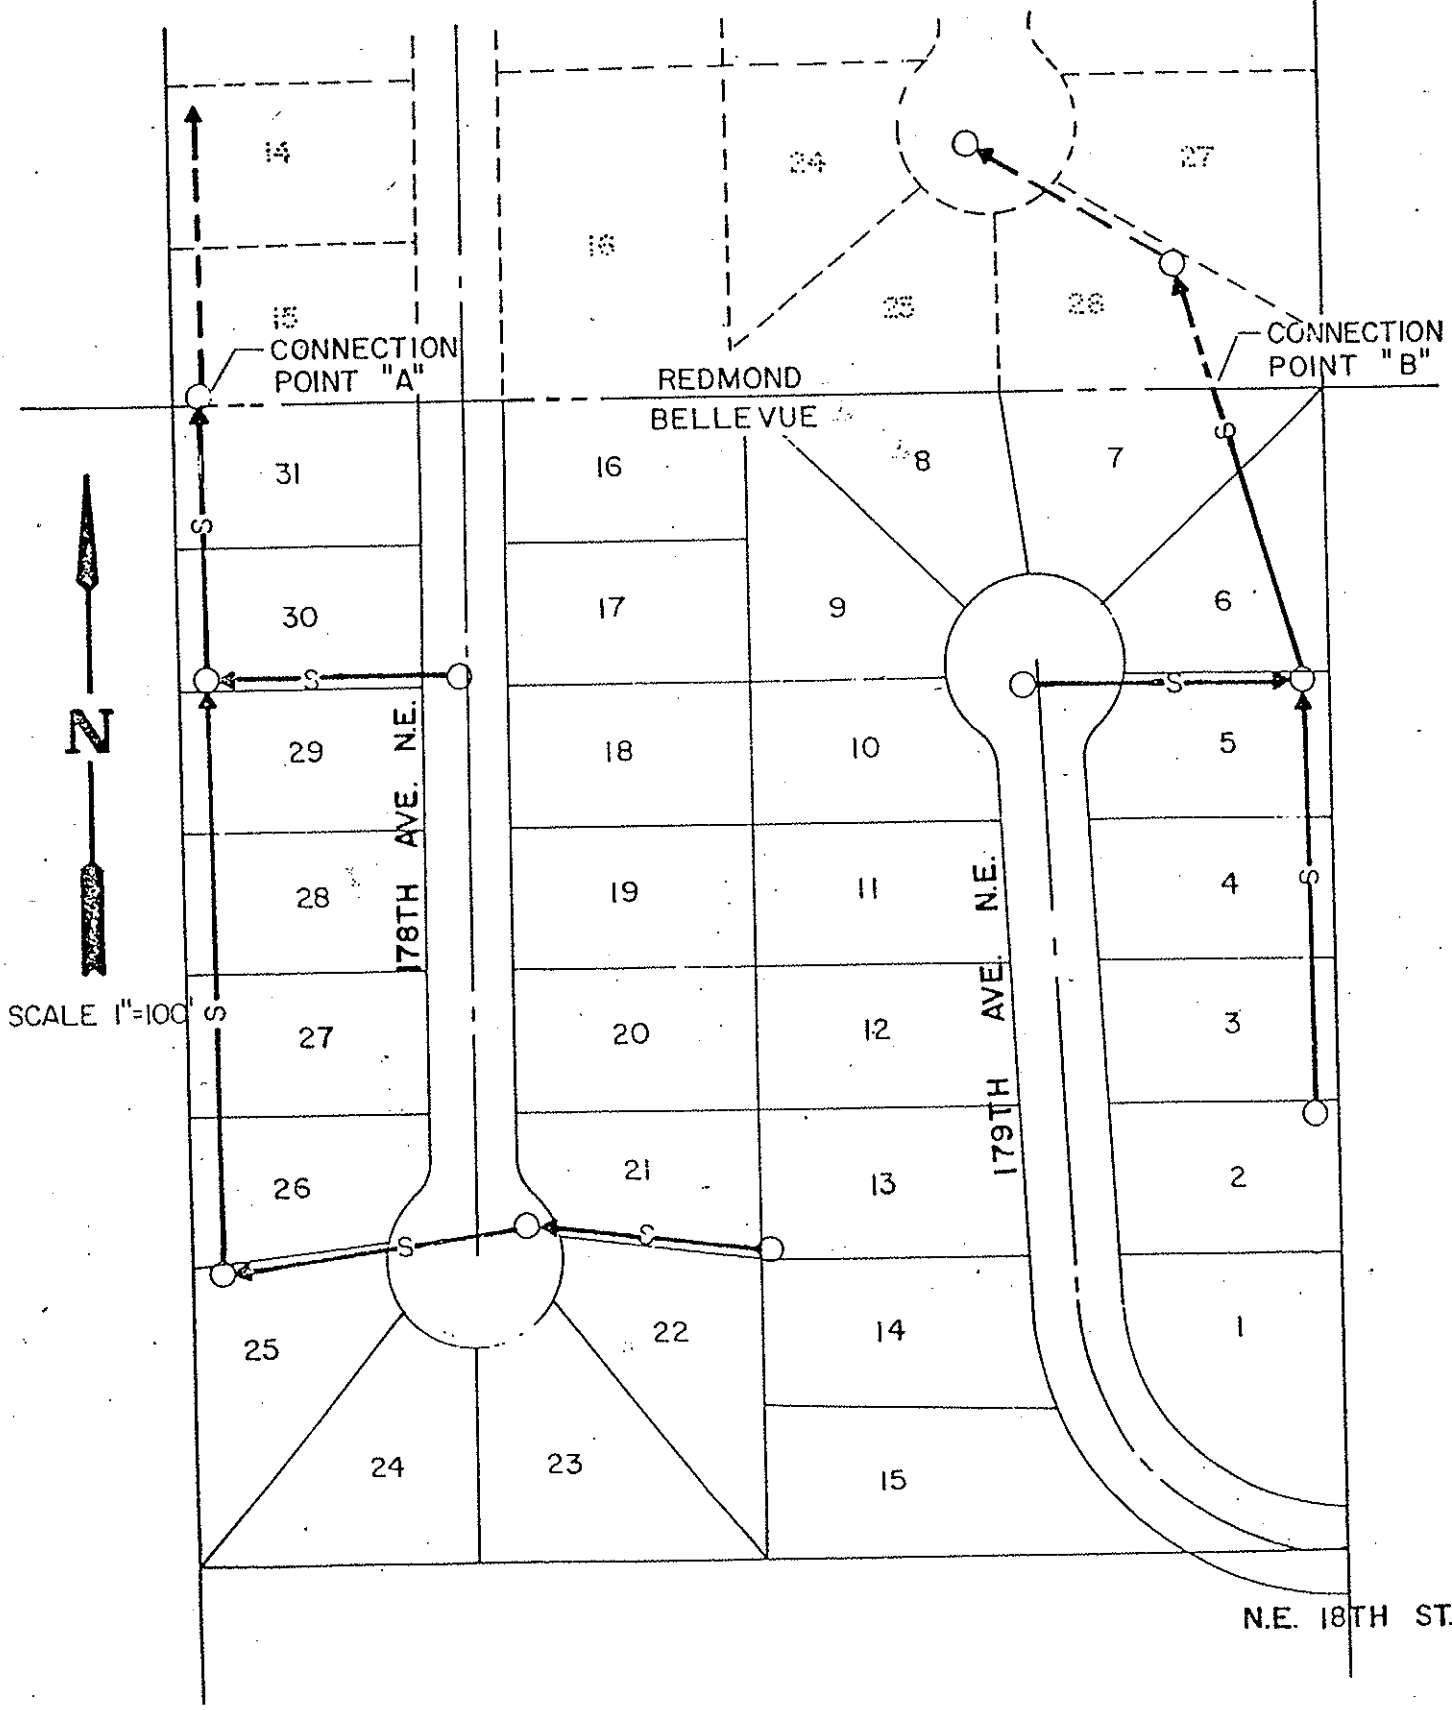 14
24
27
16
15
25
26
CONNECTION
POINT "A"
CONNECTION
POINT "B"
REDMOND
BELLEVUE
31
16
8
7
S
S
30
17
9
6
S
S
N
29
178TH AVE. N.E.
18
10
5
28
19
11
4
S
SCALE 1"=100'
S
27
20
12
179TH AVE. N.E.
3
26
21
13
2
S
S
25
22
14
1
24
23
15
N.E. 18TH ST.